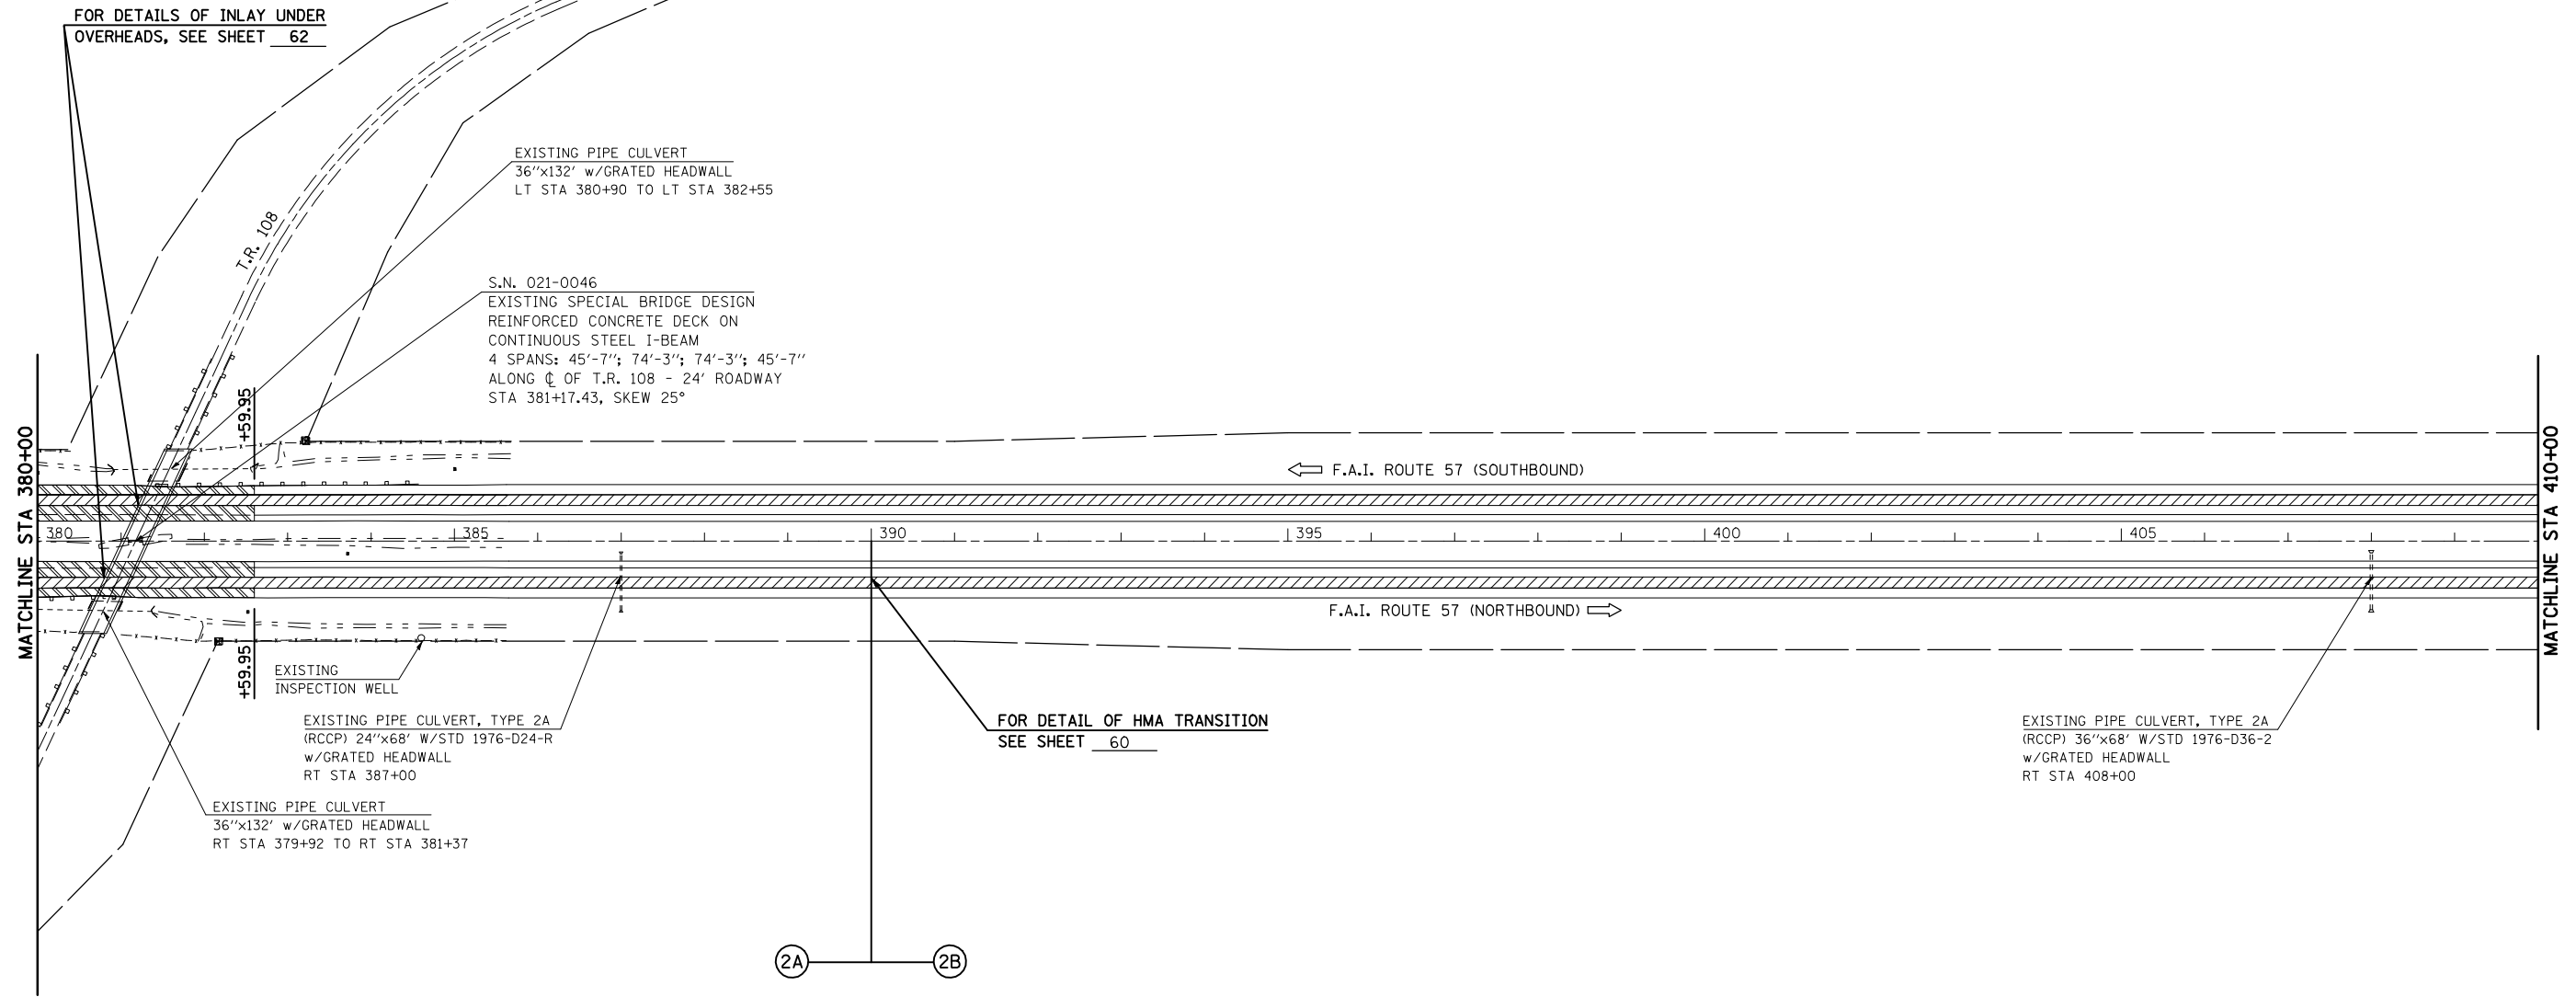 FOR DETAILS OF INLAY UNDER
OVERHEADS, SEE SHEET 62
EXISTING PIPE CULVERT
36"x132' w/GRATED HEADWALL
LT STA 380+90 TO LT STA 382+55
T.R. 108
S.N. 021-0046
EXISTING SPECIAL BRIDGE DESIGN
REINFORCED CONCRETE DECK ON
CONTINUOUS STEEL I-BEAM
4 SPANS: 45'-7"; 74'-3"; 74'-3"; 45'-7"
ALONG ℄ OF T.R. 108 - 24' ROADWAY
STA 381+17.43, SKEW 25°
+59.95
MATCHLINE STA 380+00
MATCHLINE STA 410+00
F.A.I. ROUTE 57 (SOUTHBOUND)
380
385
390
395
400
405
F.A.I. ROUTE 57 (NORTHBOUND)
+59.95
EXISTING
INSPECTION WELL
EXISTING PIPE CULVERT, TYPE 2A
(RCCP) 24"x68' W/STD 1976-D24-R
w/GRATED HEADWALL
RT STA 387+00
FOR DETAIL OF HMA TRANSITION
SEE SHEET 60
EXISTING PIPE CULVERT, TYPE 2A
(RCCP) 36"x68' W/STD 1976-D36-2
w/GRATED HEADWALL
RT STA 408+00
EXISTING PIPE CULVERT
36"x132' w/GRATED HEADWALL
RT STA 379+92 TO RT STA 381+37
2A
2B